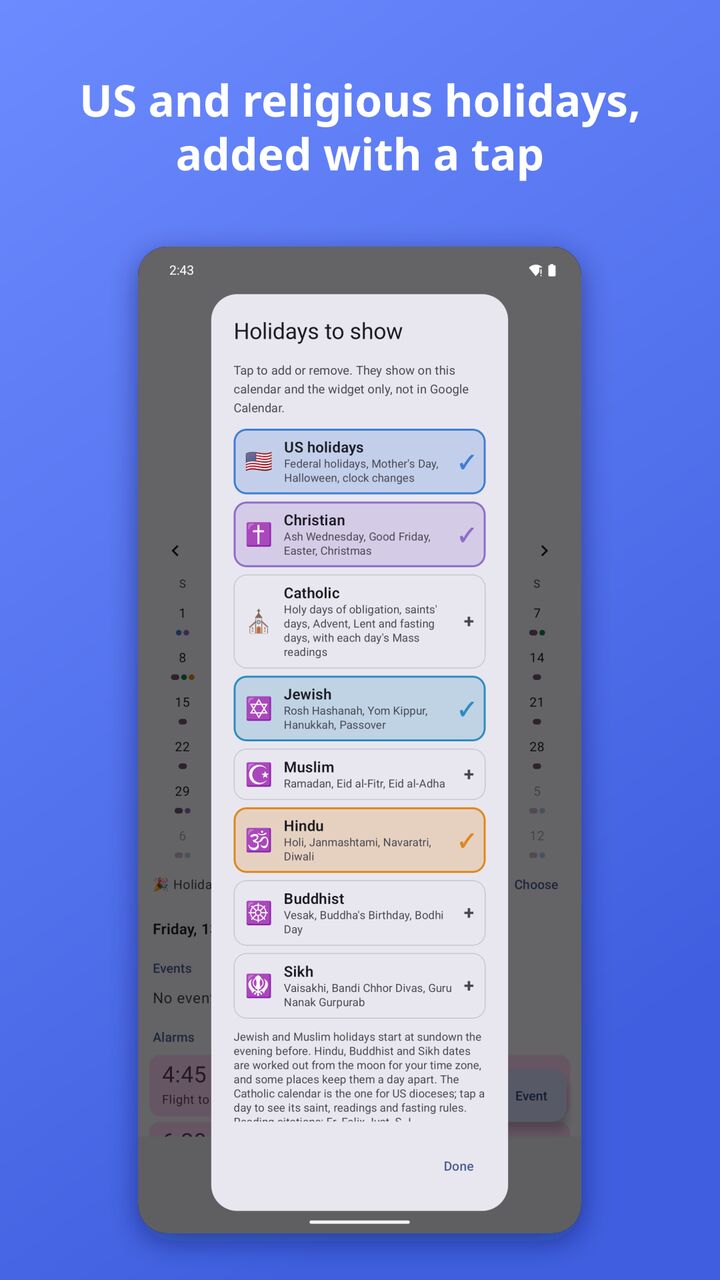 US and religious holidays,
added with a tap
2:43
Holidays to show
Tap to add or remove. They show on this
calendar and the widget only, not in Google
Calendar.
US holidays
Federal holidays, Mother's Day,
Halloween, clock changes
Christian
Ash Wednesday, Good Friday,
Easter, Christmas
Catholic
Holy days of obligation, saints'
days, Advent, Lent and fasting
days, with each day's Mass
readings
Jewish
Rosh Hashanah, Yom Kippur,
Hanukkah, Passover
Muslim
Ramadan, Eid al-Fitr, Eid al-Adha
Hindu
Holi, Janmashtami, Navaratri,
Diwali
Buddhist
Vesak, Buddha's Birthday, Bodhi
Day
Sikh
Vaisakhi, Bandi Chhor Divas, Guru
Nanak Gurpurab
Jewish and Muslim holidays start at sundown the
evening before. Hindu, Buddhist and Sikh dates
are worked out from the moon for your time zone,
and some places keep them a day apart. The
Catholic calendar is the one for US dioceses; tap a
day to see its saint, readings and fasting rules.
Done
S S
1 7
8 14
15 21
22 28
29 5
6 12
Choose
Friday,
Events
No
Alarms
4:45
Flight to
Event